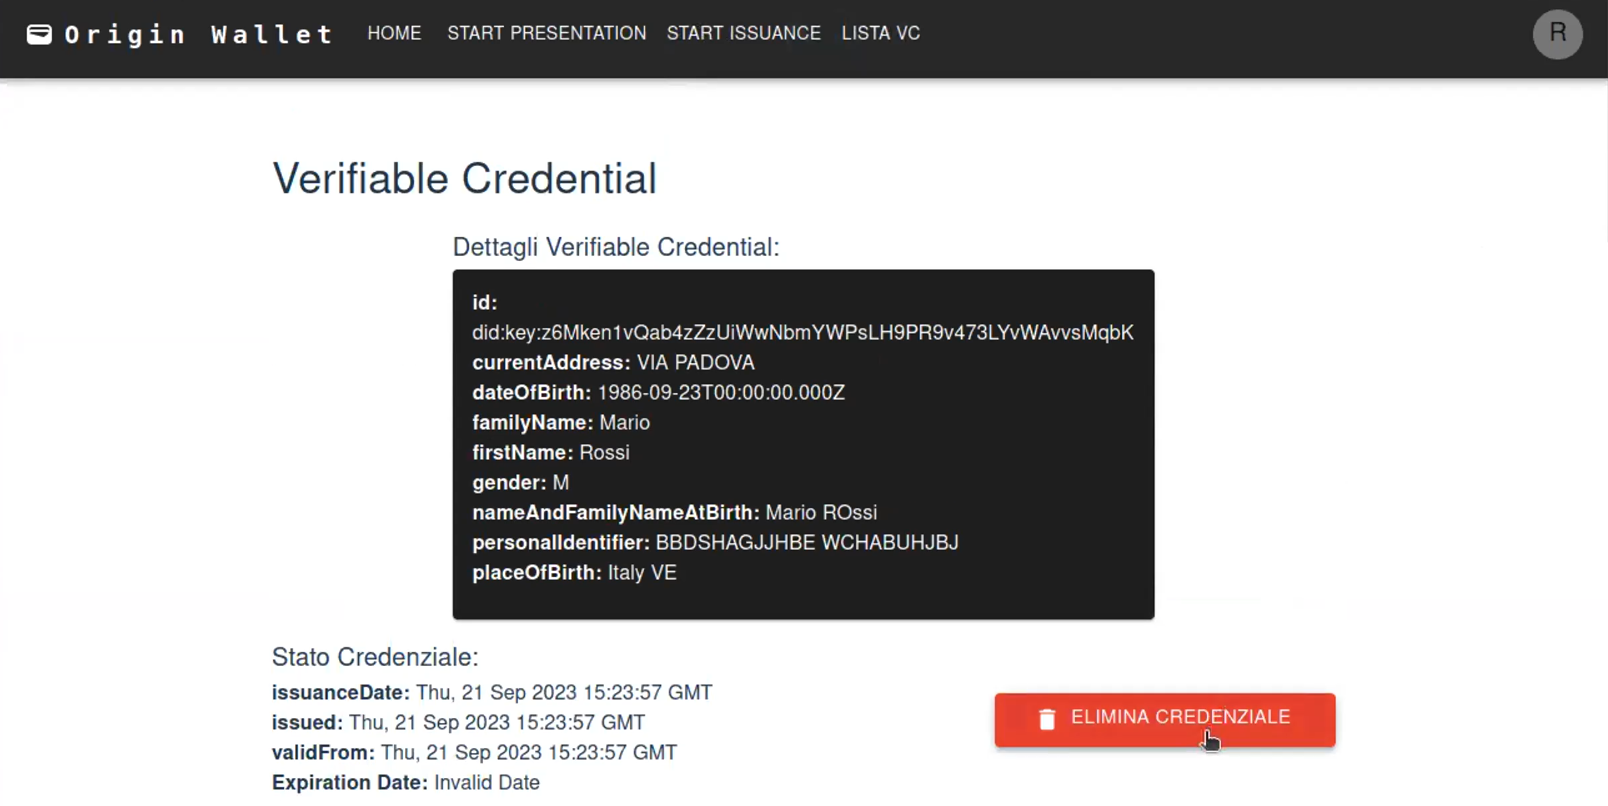 Origin Wallet HOME START PRESENTATION START ISSUANCE LISTA VC R
Verifiable Credential
Dettagli Verifiable Credential:
id:
did:key:z6Mken1vQab4zZzUiWwNbmYWPsLH9PR9v473LYvWAvvsMqbK
currentAddress: VIA PADOVA
dateOfBirth: 1986-09-23T00:00:00.000Z
familyName: Mario
firstName: Rossi
gender: M
nameAndFamilyNameAtBirth: Mario ROssi
personalIdentifier: BBDSHAGJJHBE WCHABUHJBJ
placeOfBirth: Italy VE
Stato Credenziale:
issuanceDate: Thu, 21 Sep 2023 15:23:57 GMT
issued: Thu, 21 Sep 2023 15:23:57 GMT
validFrom: Thu, 21 Sep 2023 15:23:57 GMT
Expiration Date: Invalid Date
ELIMINA CREDENZIALE